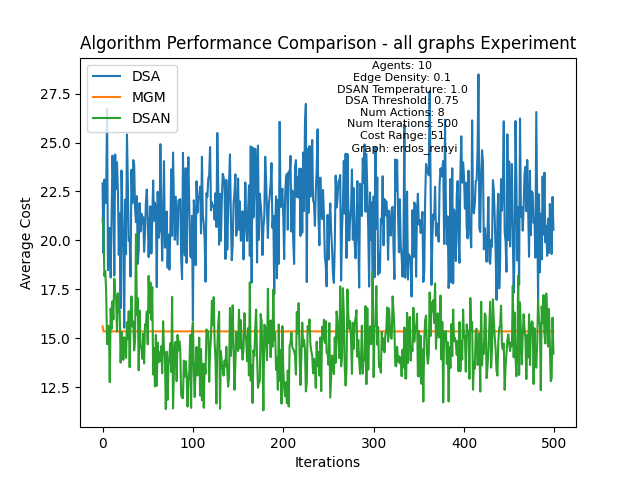 Algorithm Performance Comparison - all graphs Experiment
DSA
MGM
DSAN
Agents: 10
Edge Density: 0.1
DSAN Temperature: 1.0
DSA Threshold: 0.75
Num Actions: 8
Num Iterations: 500
Cost Range: 51
Graph: erdos_renyi
Average Cost
27.5
25.0
22.5
20.0
17.5
15.0
12.5
0 100 200 300 400 500
Iterations